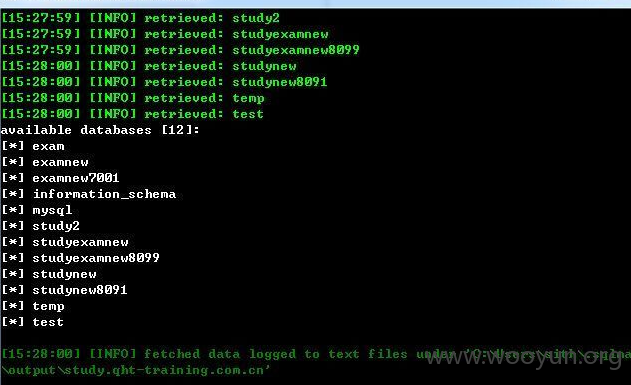 [15:27:59] [INFO] retrieved: study2
[15:27:59] [INFO] retrieved: studyexamnew
[15:27:59] [INFO] retrieved: studyexamnew8099
[15:28:00] [INFO] retrieved: studynew
[15:28:00] [INFO] retrieved: studynew8091
[15:28:00] [INFO] retrieved: temp
[15:28:00] [INFO] retrieved: test
available databases [12]:
[*] exam
[*] examnew
[*] examnew7001
[*] information_schema
[*] mysql
[*] study2
[*] studyexamnew
[*] studyexamnew8099
[*] studynew
[*] studynew8091
[*] temp
[*] test
www.wooyun.org
[15:28:00] [INFO] fetched data logged to text files under 'C:\Users\sith\.sqlma
\output\study.qht-training.com.cn'